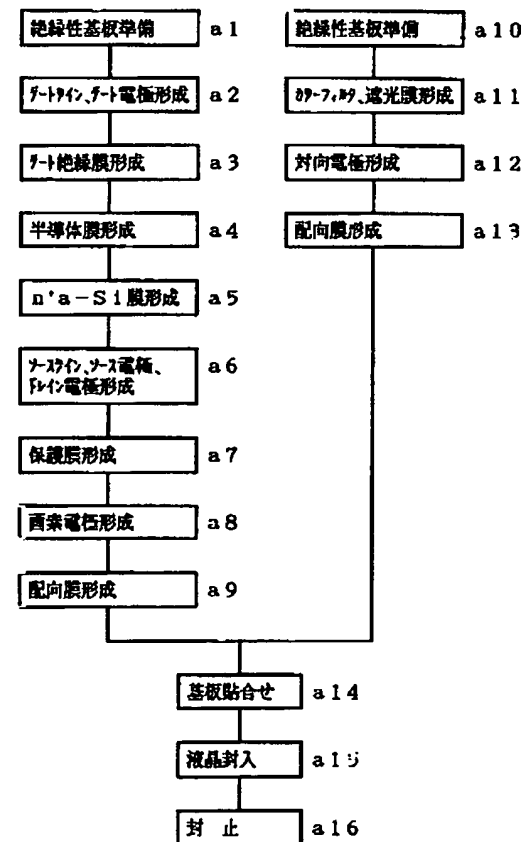 絶縁性基板準備 a1
ゲートライン、ゲート電極形成 a2
ゲート絶縁膜形成 a3
半導体膜形成 a4
n+a-Si膜形成 a5
ソースライン、ソース電極、
ドレイン電極形成 a6
保護膜形成 a7
画素電極形成 a8
配向膜形成 a9
絶縁性基板準備 a10
カラーフィルタ、遮光膜形成 a11
対向電極形成 a12
配向膜形成 a13
基板貼合せ a14
液晶封入 a15
封止 a16